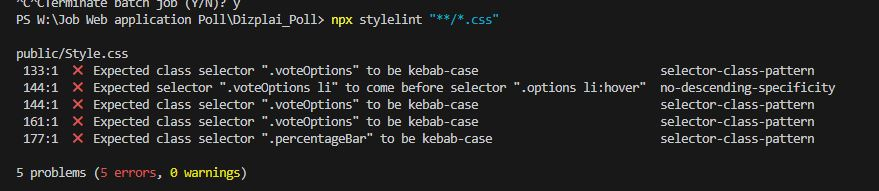 ^C^CTerminate batch job (Y/N)? y
PS W:\Job Web application Poll\Dizplai_Poll> npx stylelint "**/*.css"
public/Style.css
133:1 ✖ Expected class selector ".voteOptions" to be kebab-case selector-class-pattern
144:1 ✖ Expected selector ".voteOptions li" to come before selector ".options li:hover" no-descending-specificity
144:1 ✖ Expected class selector ".voteOptions" to be kebab-case selector-class-pattern
161:1 ✖ Expected class selector ".voteOptions" to be kebab-case selector-class-pattern
177:1 ✖ Expected class selector ".percentageBar" to be kebab-case selector-class-pattern
5 problems (5 errors, 0 warnings)